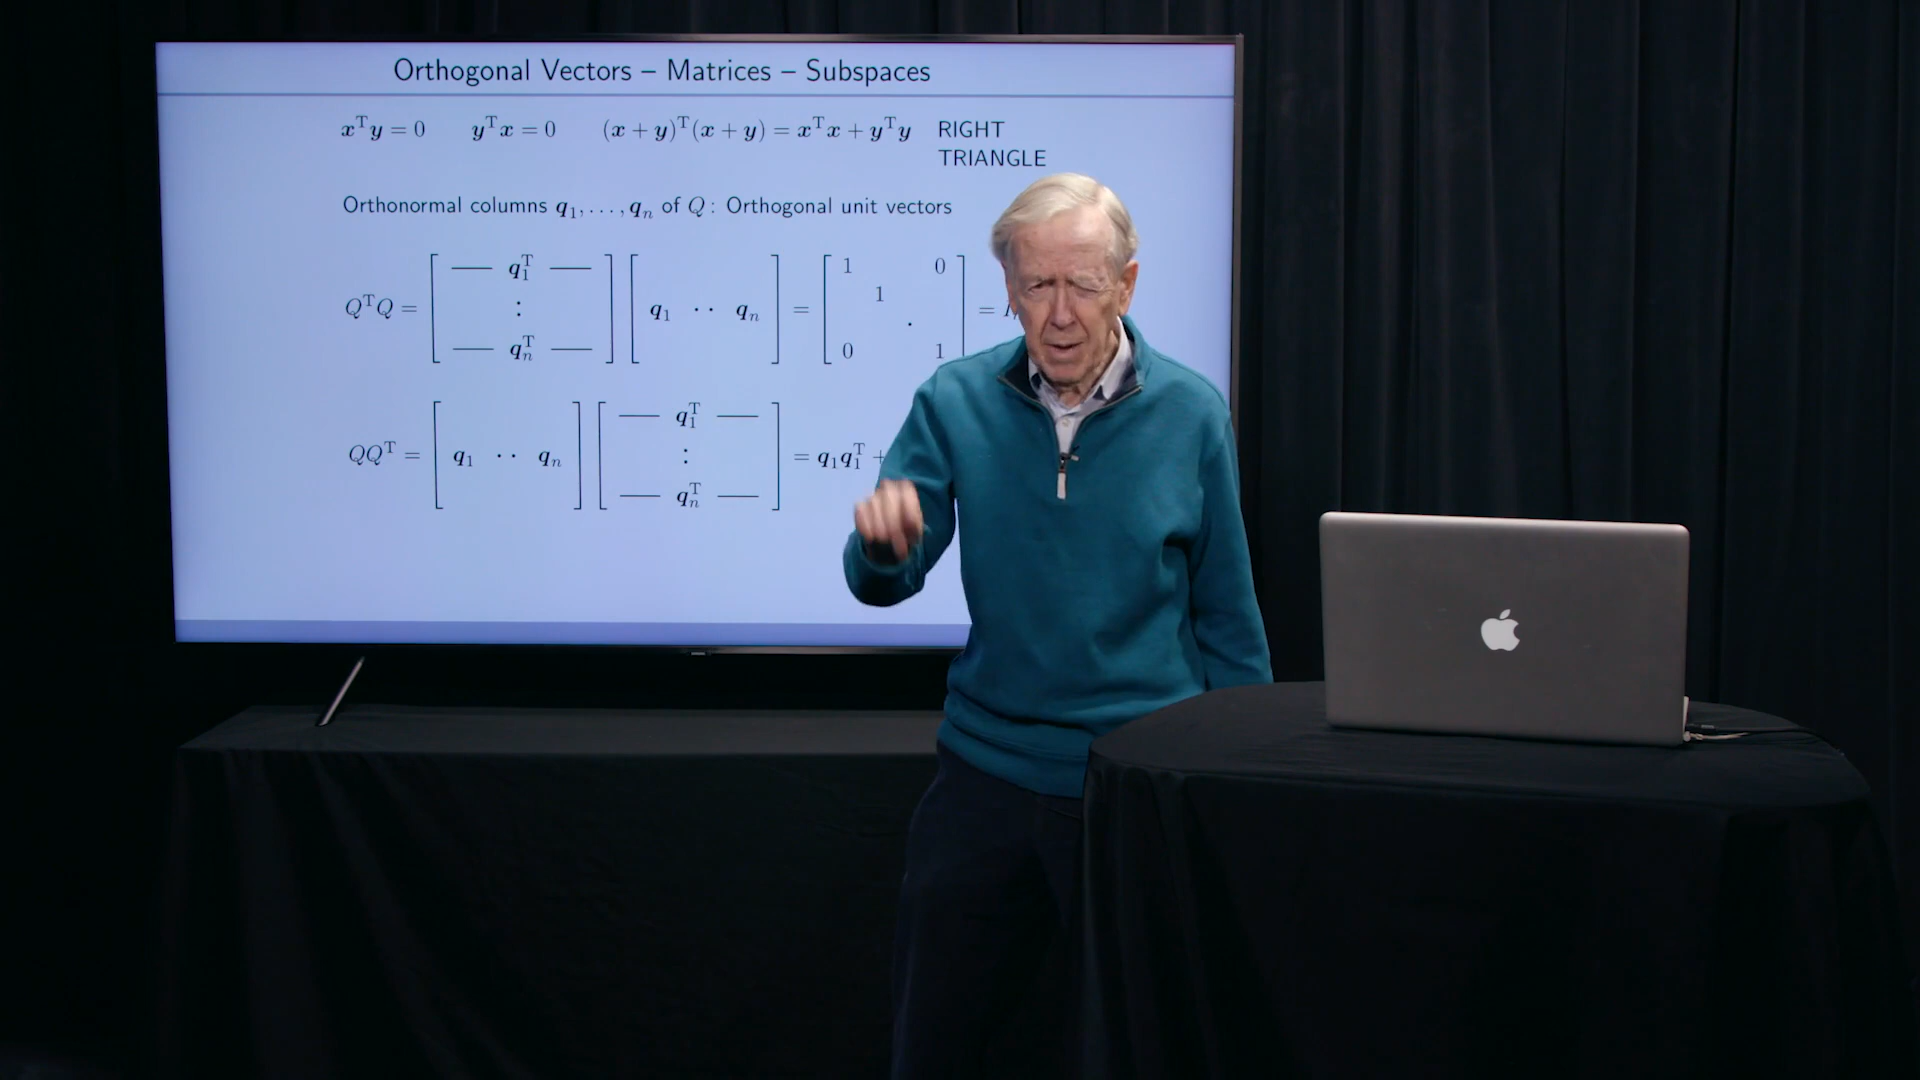 Orthogonal Vectors – Matrices – Subspaces
xᵀy = 0 yᵀx = 0 (x + y)ᵀ(x + y) = xᵀx + yᵀy RIGHT
TRIANGLE
Orthonormal columns q₁, . . . , qₙ of Q : Orthogonal unit vectors
QᵀQ = [ — q₁ᵀ — : — qₙᵀ — ] [ q₁ ·· qₙ ] = [ 1 0 1 . 0 1 ] =
QQᵀ = [ q₁ ·· qₙ ] [ — q₁ᵀ — : — qₙᵀ — ] = q₁q₁ᵀ +